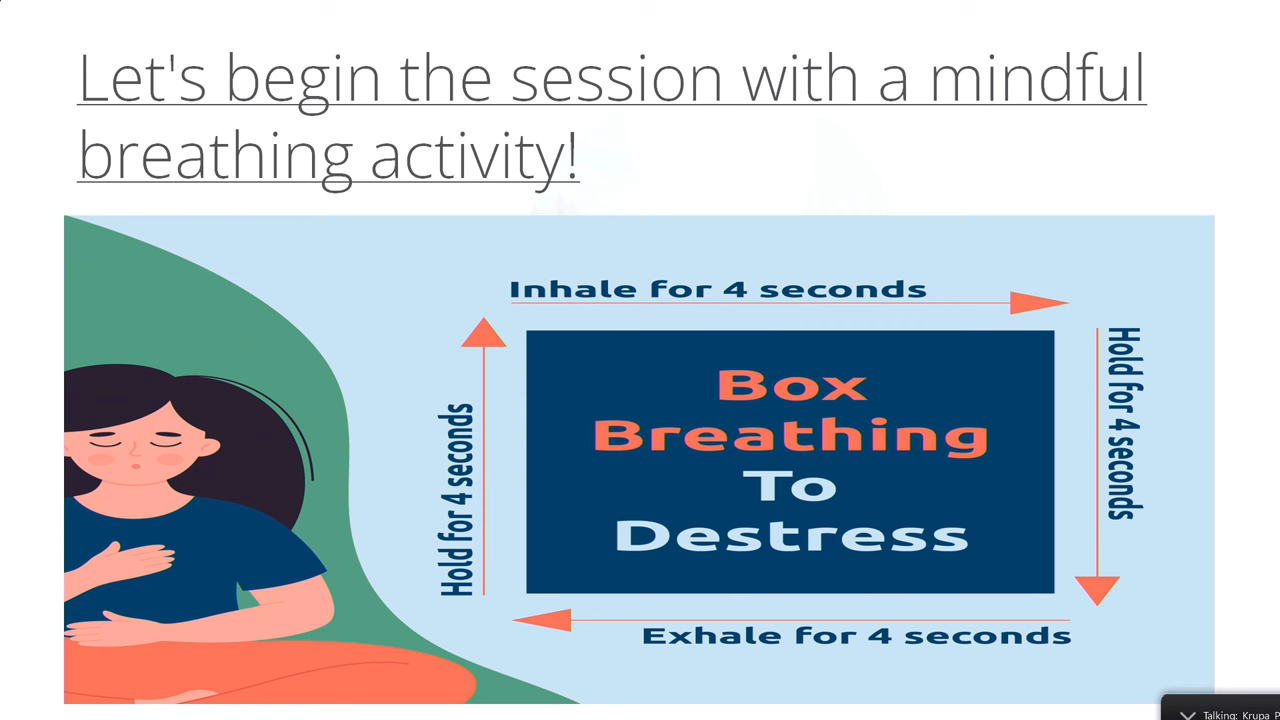 Let's begin the session with a mindful
breathing activity!
Inhale for 4 seconds
Hold for 4 seconds
Box
Breathing
To
Destress
Hold for 4 seconds
Exhale for 4 seconds
Talking: Krupa P